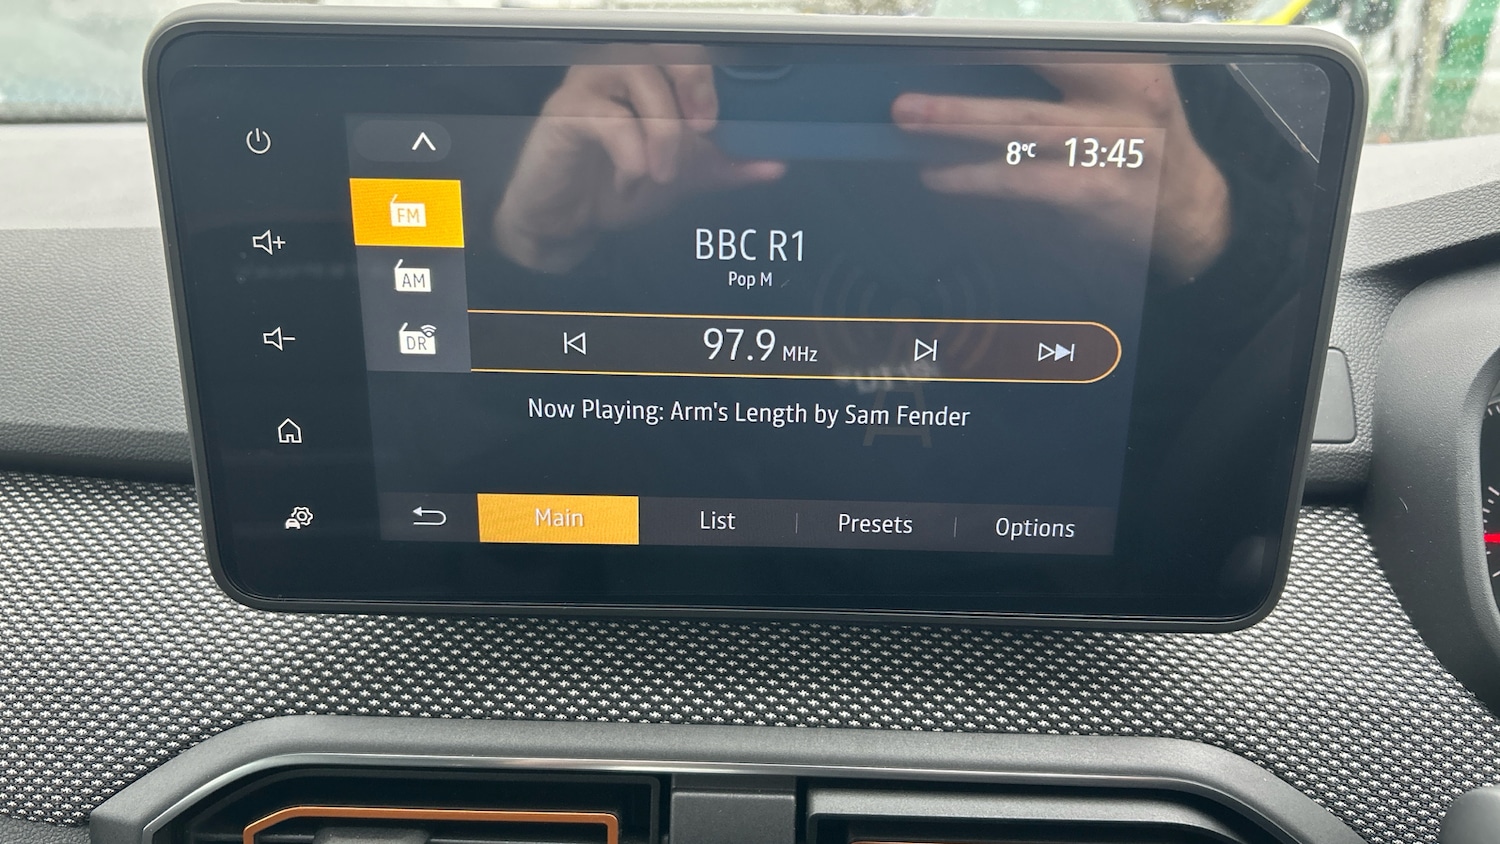 8°C 13:45
FM
BBC R1
Pop M
AM
DR
97.9 MHz
Now Playing: Arm's Length by Sam Fender
Main List Presets Options